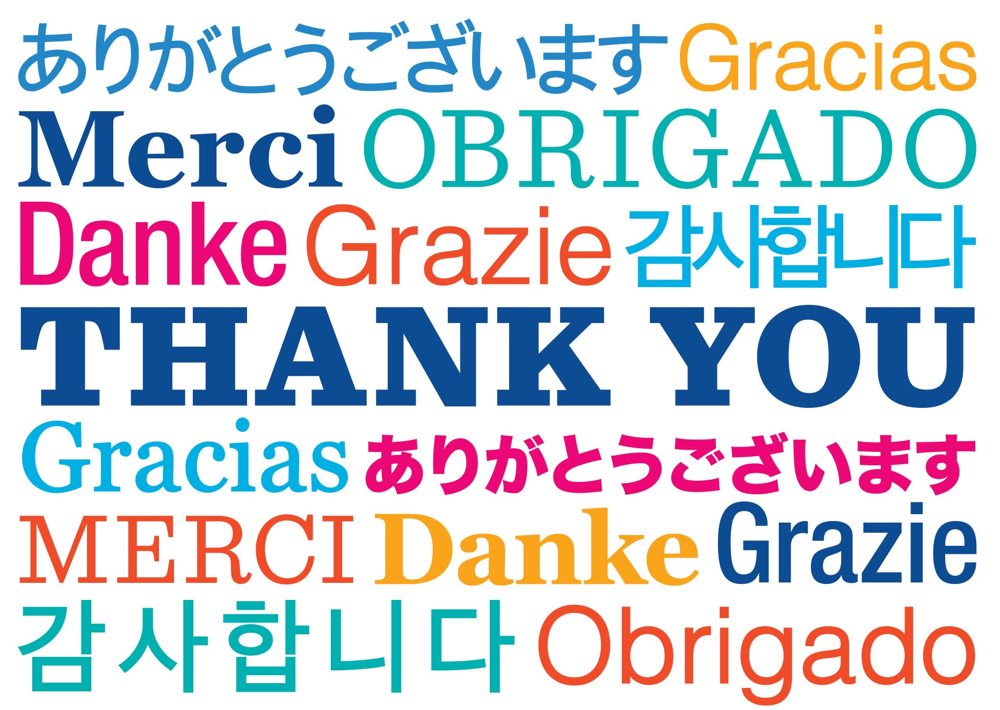 ありがとうございます Gracias
Merci OBRIGADO
Danke Grazie 감사합니다
THANK YOU
Gracias ありがとうございます
MERCI Danke Grazie
감사합니다 Obrigado